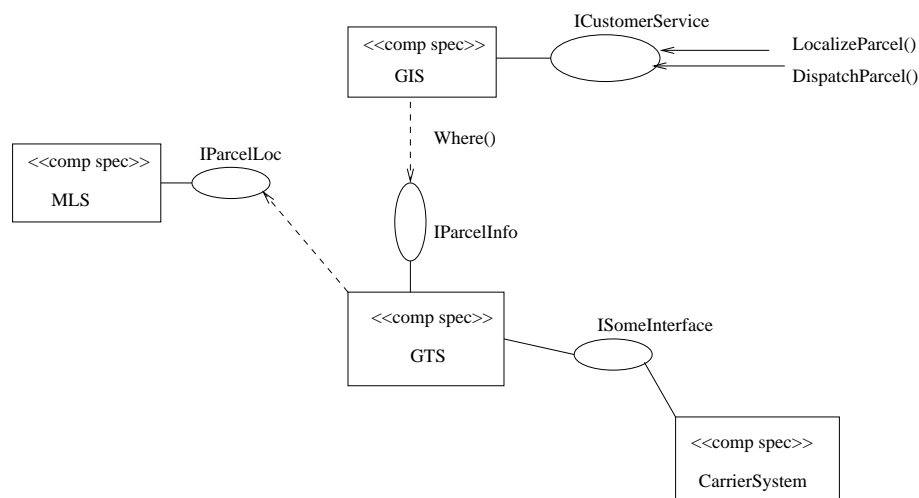 ICustomerService
<<comp spec>>
GIS
LocalizeParcel()
DispatchParcel()
Where()
IParcelLoc
<<comp spec>>
MLS
IParcelInfo
<<comp spec>>
GTS
ISomeInterface
<<comp spec>>
CarrierSystem